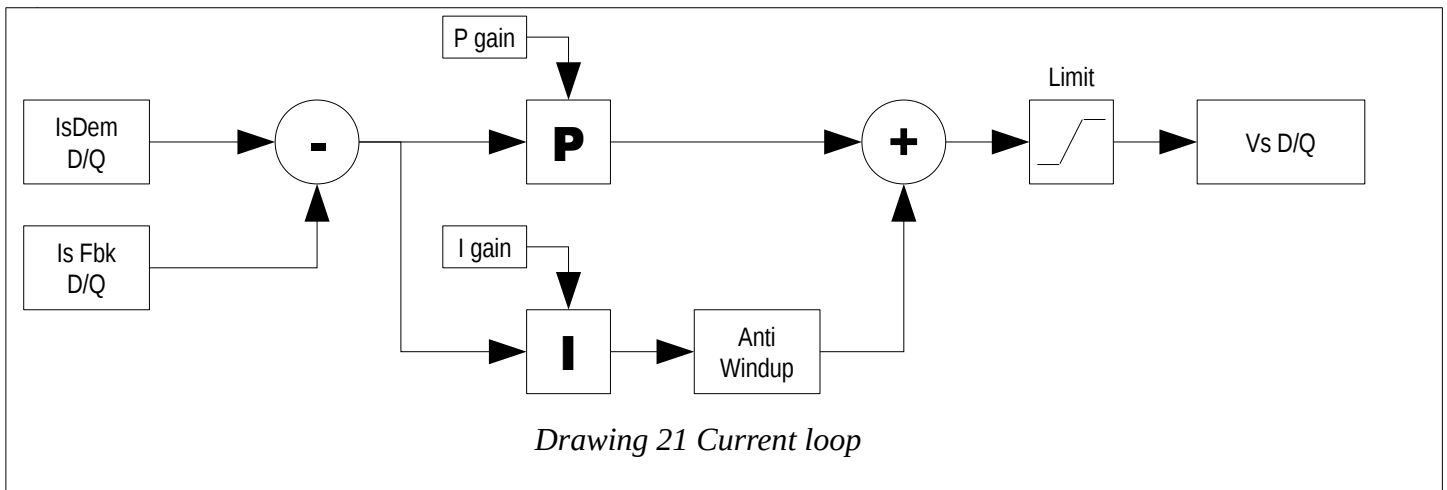 P gain
Limit
IsDem
D/Q
-
P
+
Vs D/Q
Is Fbk
D/Q
I gain
I
Anti
Windup
Drawing 21 Current loop